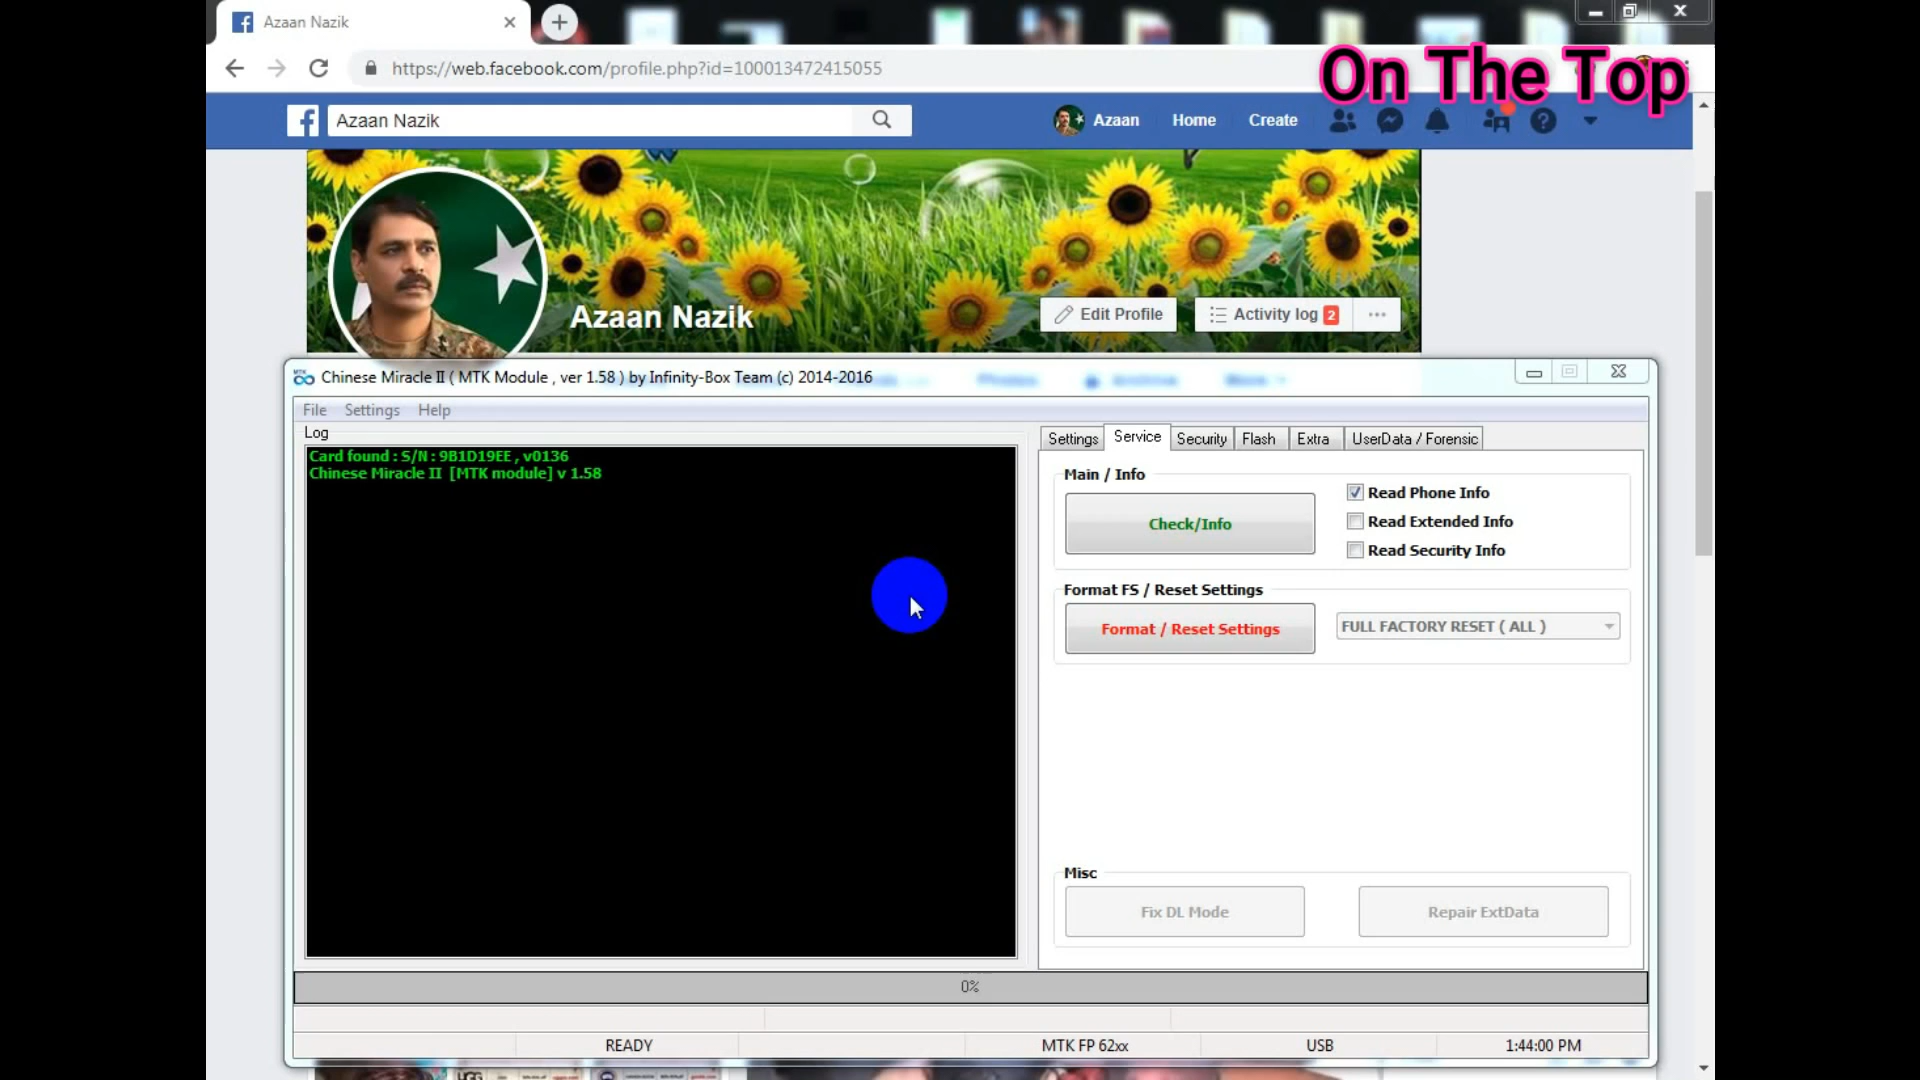 Azaan Nazik
https://web.facebook.com/profile.php?id=100013472415055
On The Top
Azaan Nazik
Azaan
Home
Create
Azaan Nazik
Edit Profile
Activity log 2
Chinese Miracle II ( MTK Module , ver 1.58 ) by Infinity-Box Team (c) 2014-2016
Photos
Archive
More
File Settings Help
Log
Card found : S/N : 9B1D19EE , v0136
Chinese Miracle II [MTK module] v 1.58
Settings Service Security Flash Extra UserData / Forensic
Main / Info
Check/Info
Read Phone Info
Read Extended Info
Read Security Info
Format FS / Reset Settings
Format / Reset Settings
FULL FACTORY RESET ( ALL )
Misc
Fix DL Mode
Repair ExtData
0%
READY
MTK FP 62xx
USB
1:44:00 PM
UGG